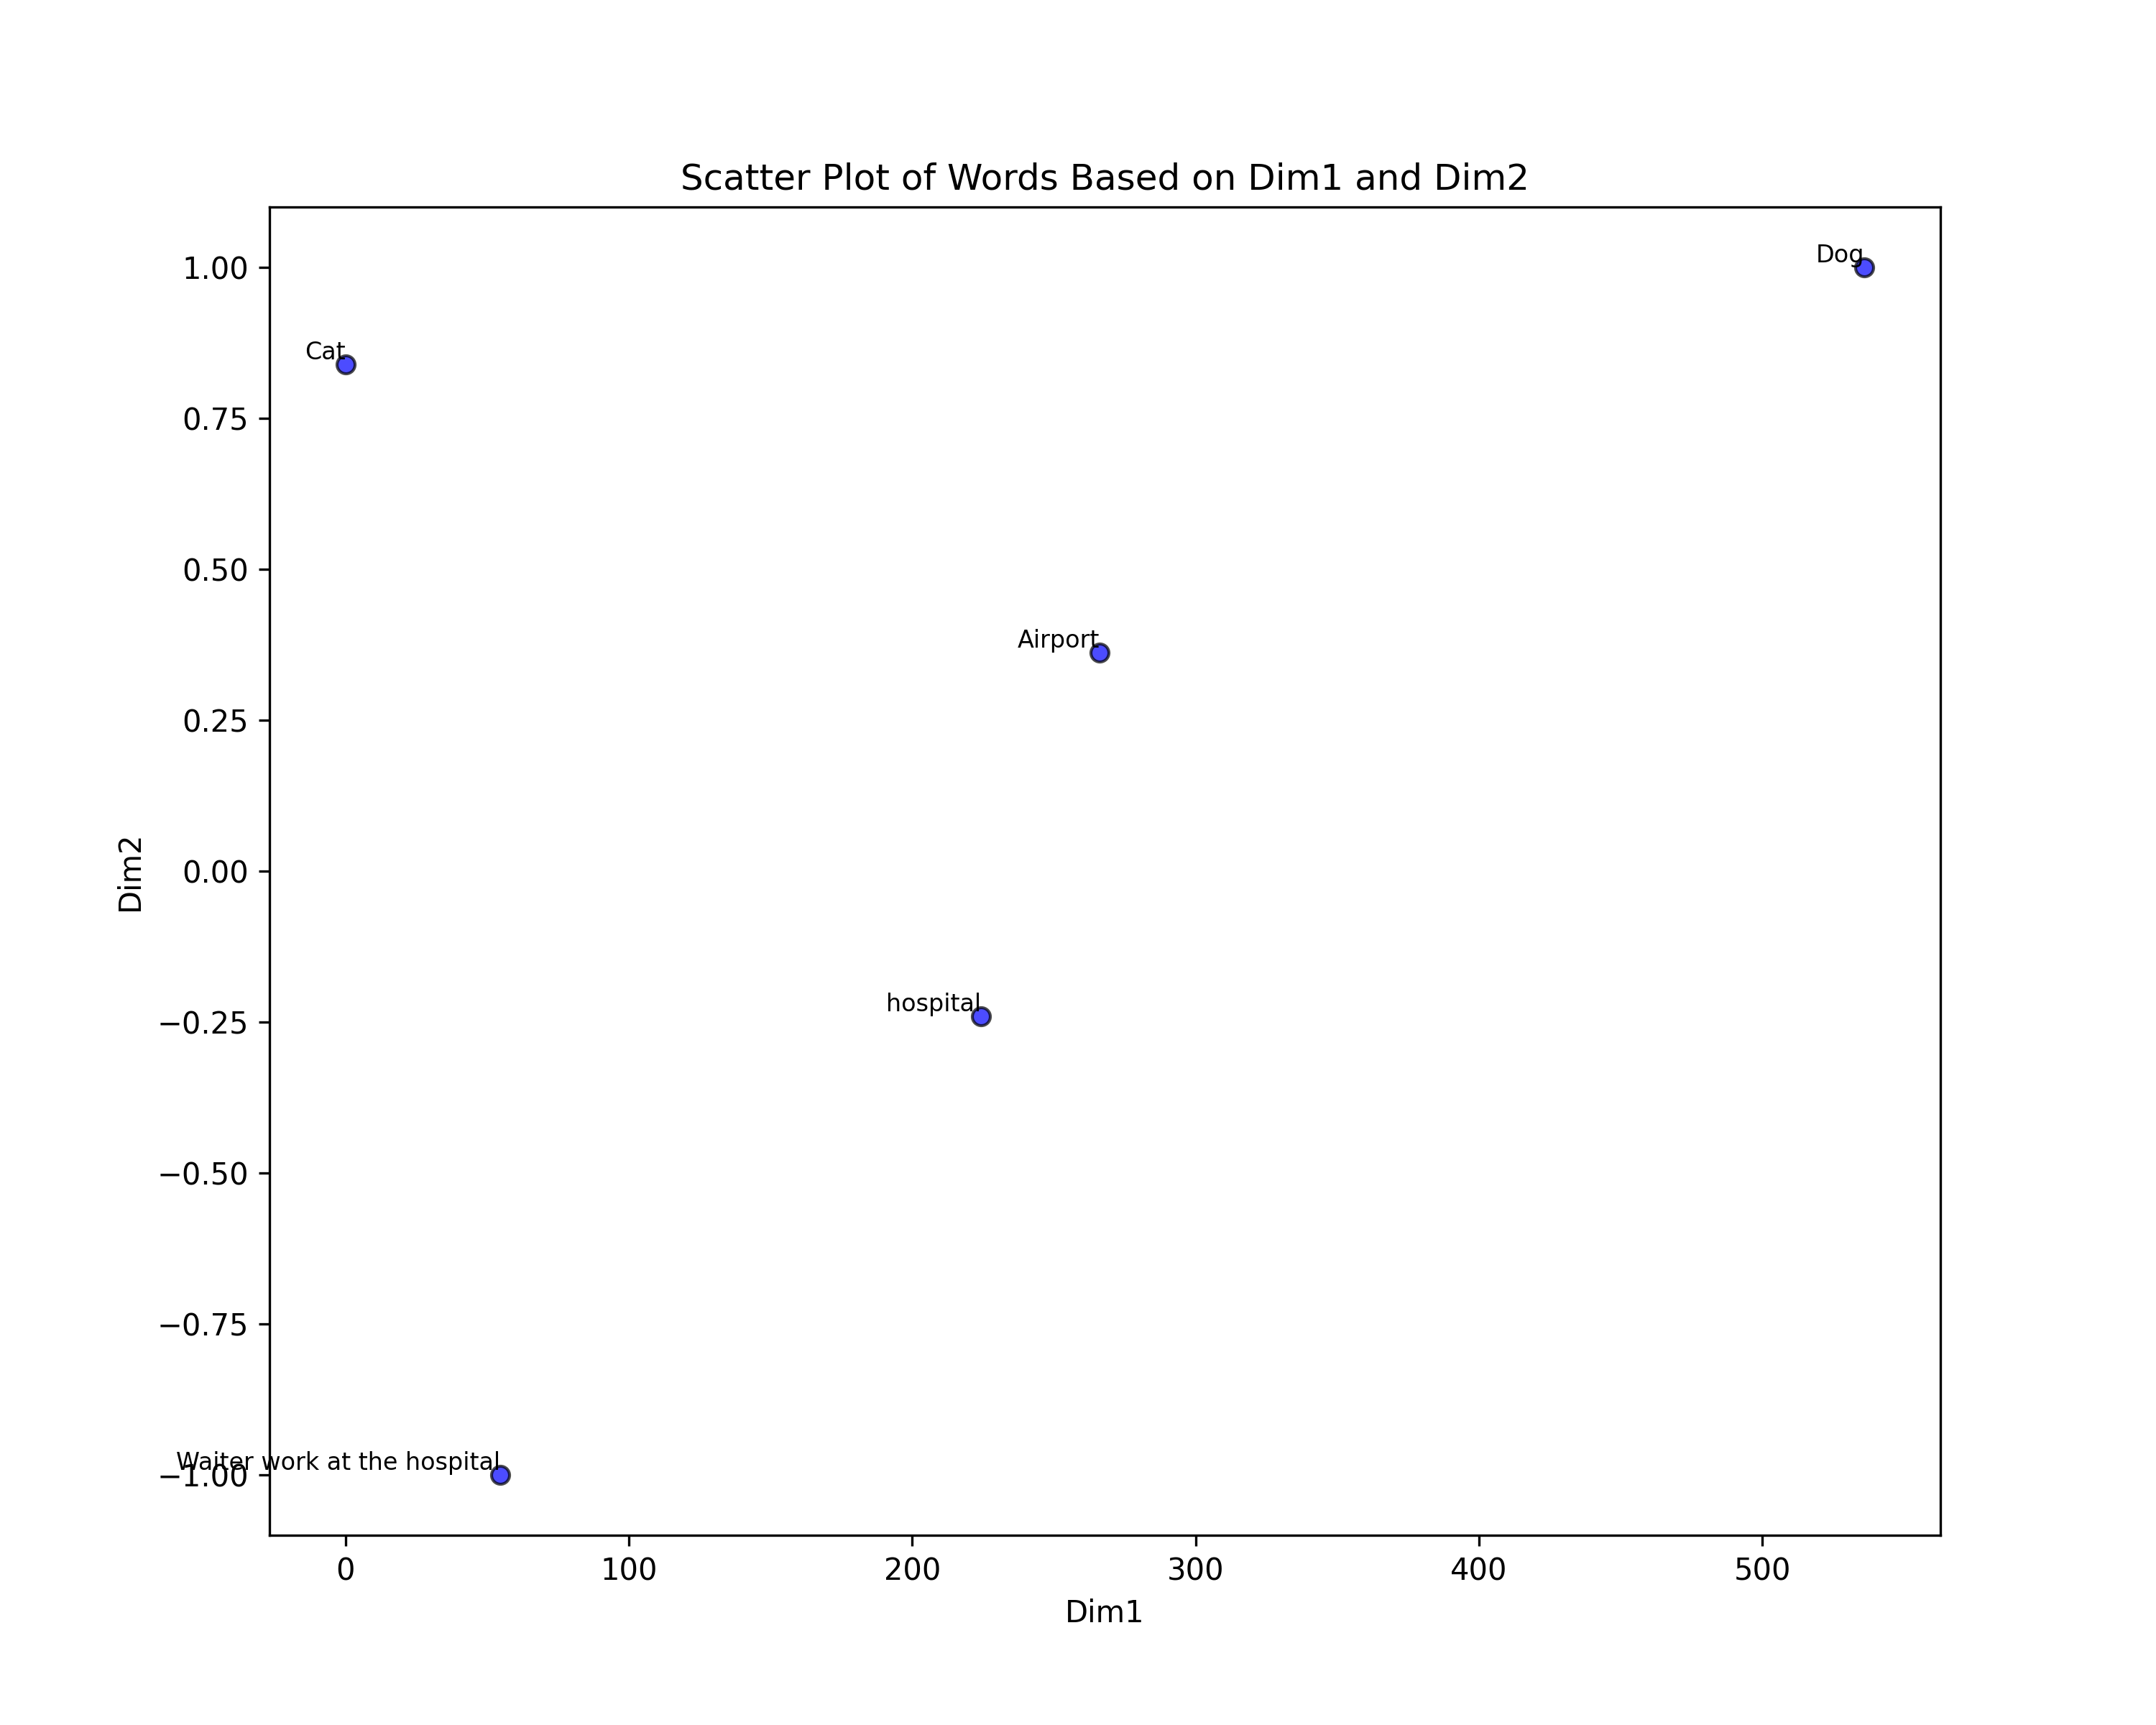 Scatter Plot of Words Based on Dim1 and Dim2
Dog
1.00
Cat
0.75
0.50
Airport
0.25
Dim2
0.00
hospital
−0.25
−0.50
−0.75
Waiter work at the hospital
−1.00
0 100 200 300 400 500
Dim1